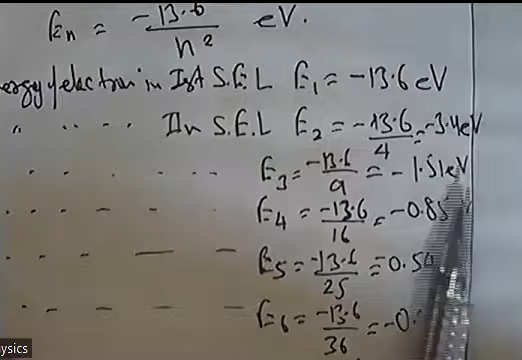 En = -13.6/n² eV.
ergy of electron in Ist S.E.L E₁ = -13.6 eV
" IIn S.E.L E₂ = -13.6/4 = -3.4eV
E₃ = -13.6/9 = -1.51eV
E₄ = -13.6/16 = -0.85
E₅ = -13.6/25 = 0.54
E₆ = -13.6/36 = -0.
ysics